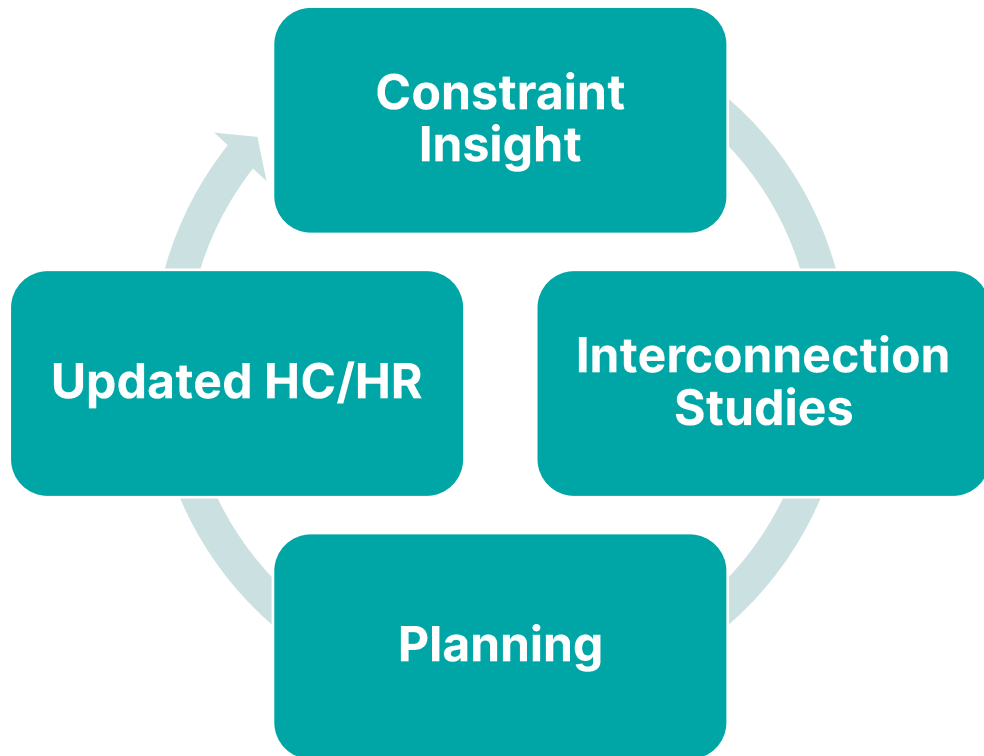 Constraint
Insight
Interconnection
Studies
Planning
Updated HC/HR